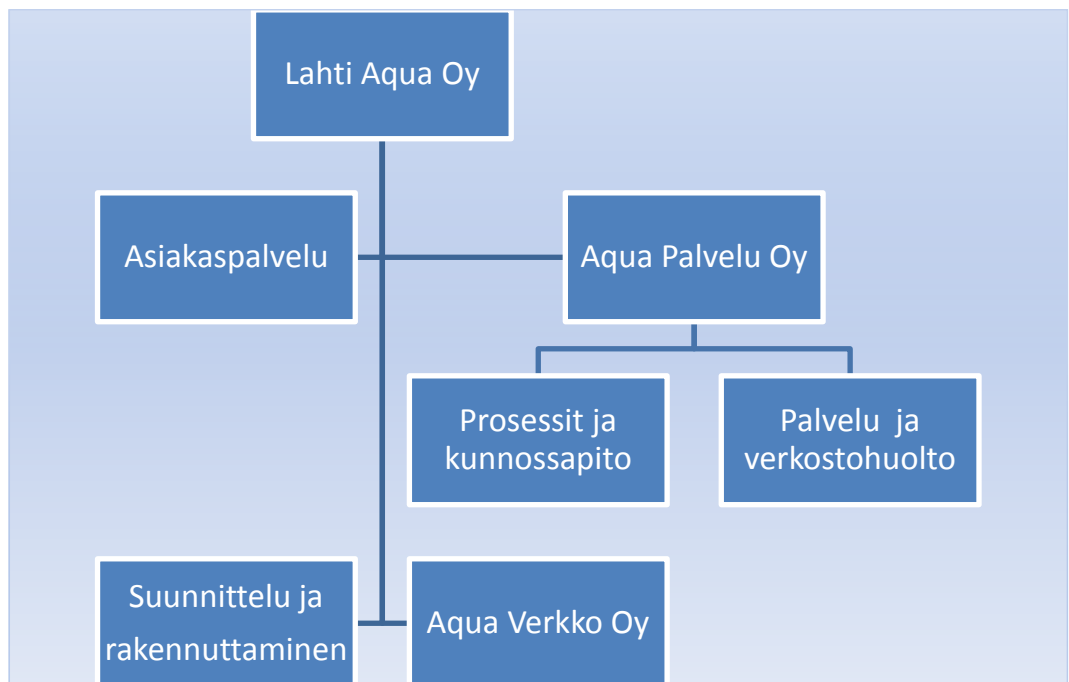 Lahti Aqua Oy
Asiakaspalvelu
Aqua Palvelu Oy
Prosessit ja
kunnossapito
Palvelu ja
verkostohuolto
Suunnittelu ja
rakennuttaminen
Aqua Verkko Oy